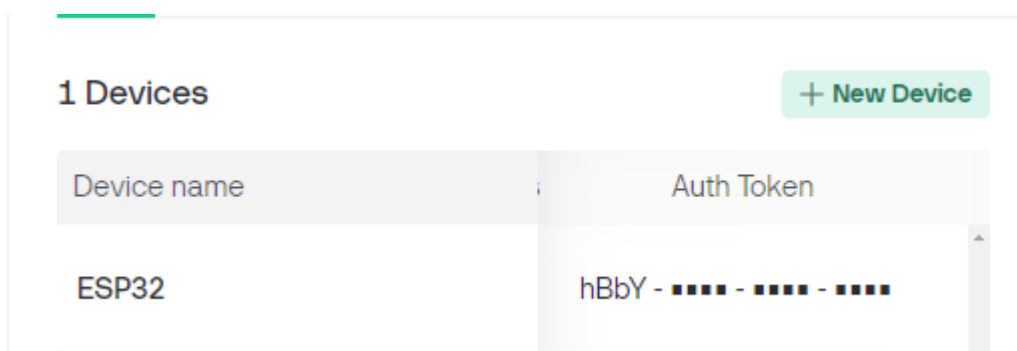 1 Devices
+ New Device
Device name
Auth Token
ESP32
hBbY - ▪▪▪▪ - ▪▪▪▪ - ▪▪▪▪